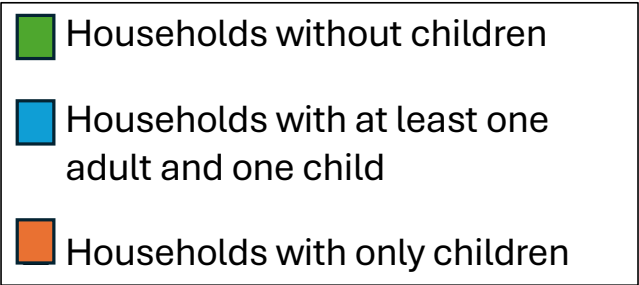 Households without children
Households with at least one
adult and one child
Households with only children